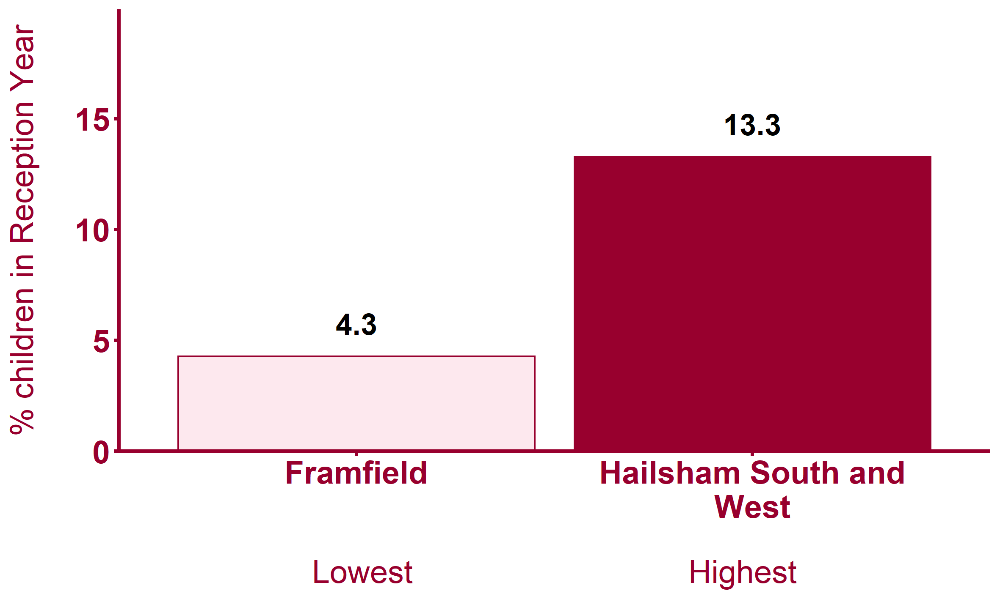 % children in Reception Year
15
10
5
0
4.3
13.3
Framfield
Hailsham South and
West
Lowest
Highest